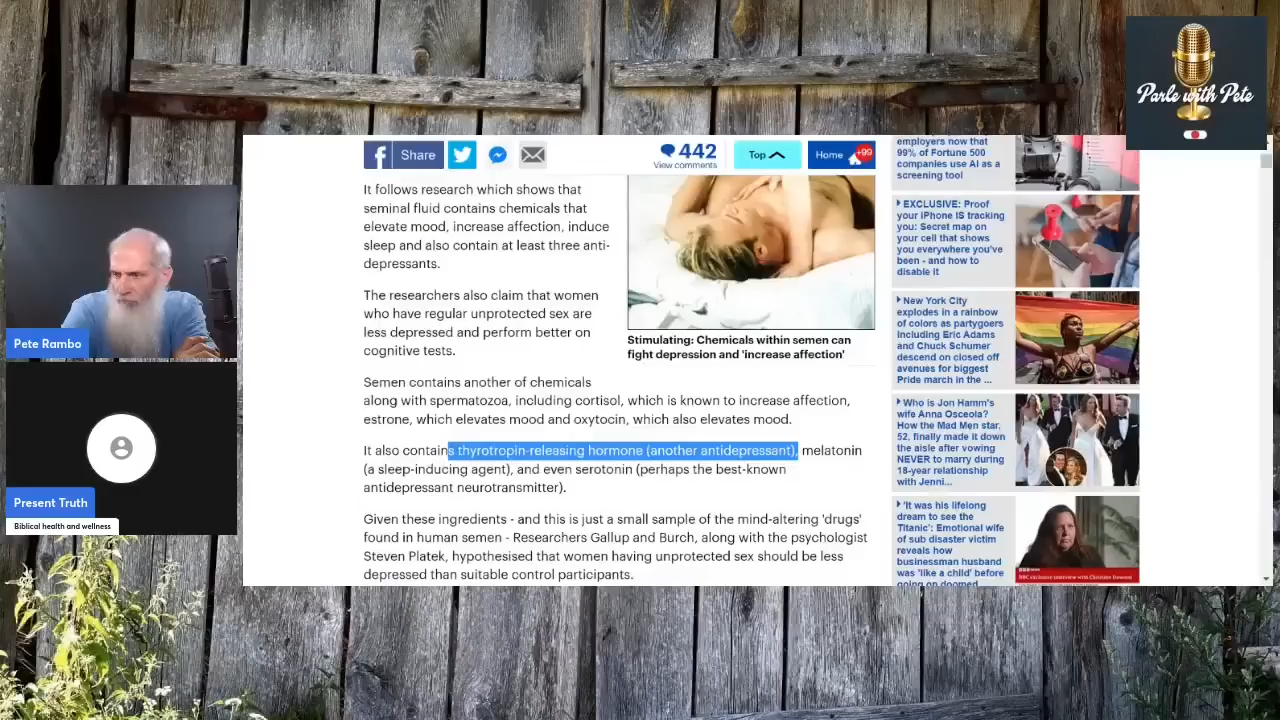 Parle with Pete
Share
442
View comments
Top
Home
+99
It follows research which shows that
seminal fluid contains chemicals that
elevate mood, increase affection, induce
sleep and also contain at least three anti-
depressants.
The researchers also claim that women
who have regular unprotected sex are
less depressed and perform better on
cognitive tests.
Stimulating: Chemicals within semen can
fight depression and 'increase affection'
Semen contains another of chemicals
along with spermatozoa, including cortisol, which is known to increase affection,
estrone, which elevates mood and oxytocin, which also elevates mood.
It also contains thyrotropin-releasing hormone (another antidepressant), melatonin
(a sleep-inducing agent), and even serotonin (perhaps the best-known
antidepressant neurotransmitter).
Given these ingredients - and this is just a small sample of the mind-altering 'drugs'
found in human semen - Researchers Gallup and Burch, along with the psychologist
Steven Platek, hypothesised that women having unprotected sex should be less
depressed than suitable control participants.
employers now that
99% of Fortune 500
companies use AI as a
screening tool
EXCLUSIVE: Proof
your iPhone IS tracking
you: Secret map on
your cell that shows
you everywhere you've
been - and how to
disable it
New York City
explodes in a rainbow
of colors as partygoers
including Eric Adams
and Chuck Schumer
descend on closed off
avenues for biggest
Pride march in the ...
Who is Jon Hamm's
wife Anna Osceola?
How the Mad Men star,
52, finally made it down
the aisle after vowing
NEVER to marry during
18-year relationship
with Jenni...
'It was his lifelong
dream to see the
Titanic': Emotional wife
of sub disaster victim
reveals how
businessman husband
was 'like a child' before
going on doomed
Pete Rambo
Present Truth
Biblical health and wellness